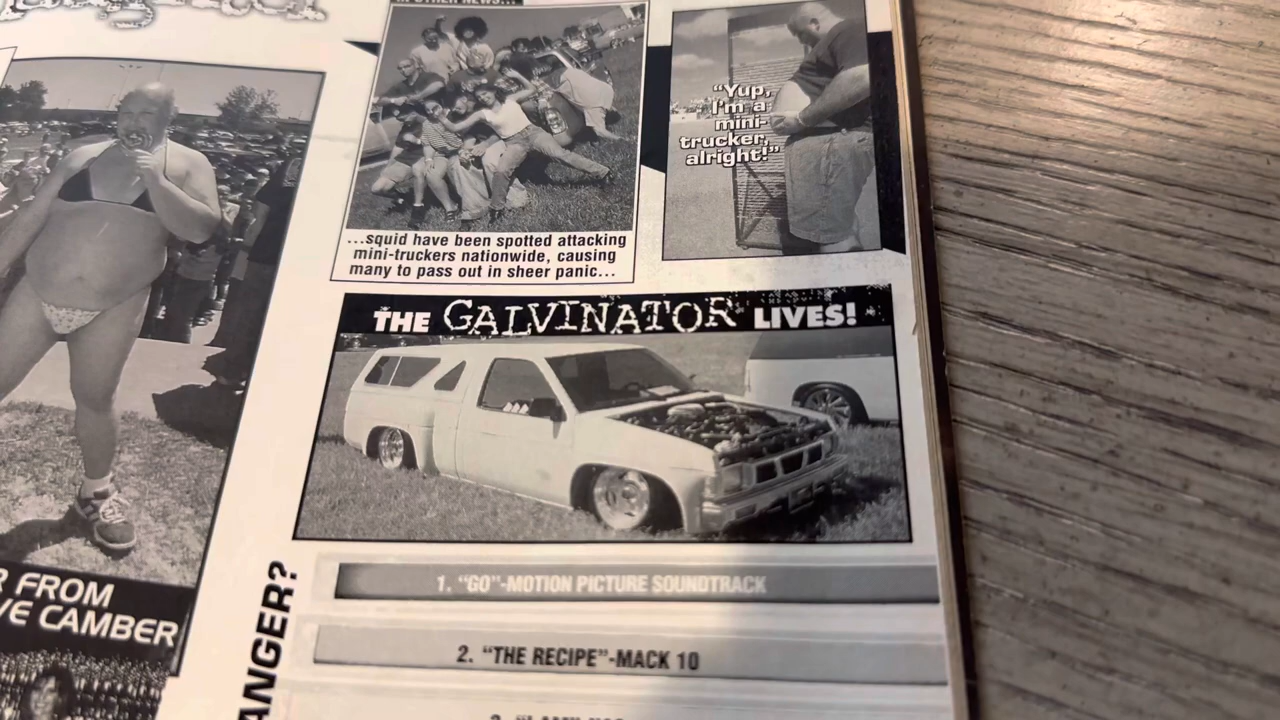 IN OTHER NEWS...
"Yup,
I'm a
mini-
trucker,
alright!"
...squid have been spotted attacking
mini-truckers nationwide, causing
many to pass out in sheer panic...
THE GALVINATOR LIVES!
1. "GO"-MOTION PICTURE SOUNDTRACK
2. "THE RECIPE"-MACK 10
R FROM
VE CAMBER
ANGER?